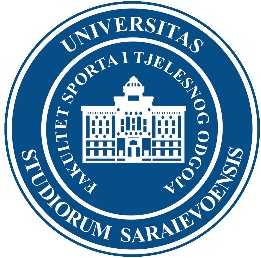 UNIVERSITAS
STUDIORUM SARAIEVOENSIS
FAKULTET SPORTA I TJELESNOG ODGOJA